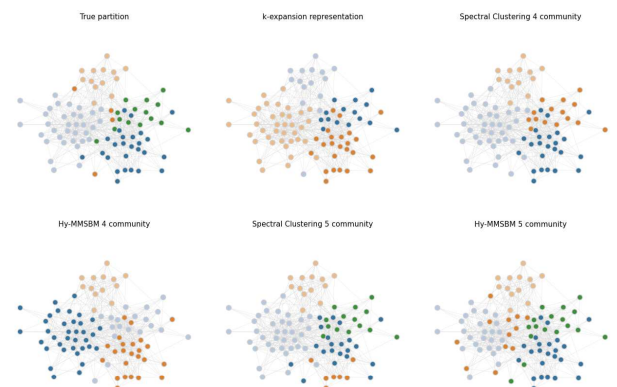 True partition
k-expansion representation
Spectral Clustering 4 community
Hy-MMSBM 4 community
Spectral Clustering 5 community
Hy-MMSBM 5 community